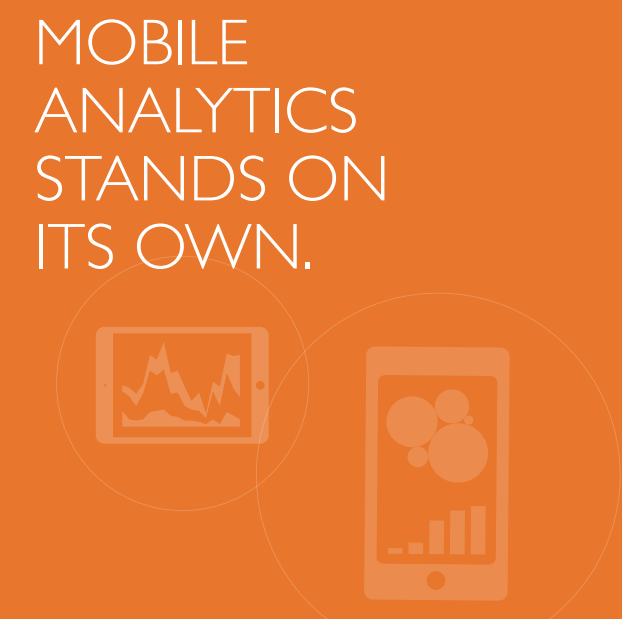 MOBILE
ANALYTICS
STANDS ON
ITS OWN.